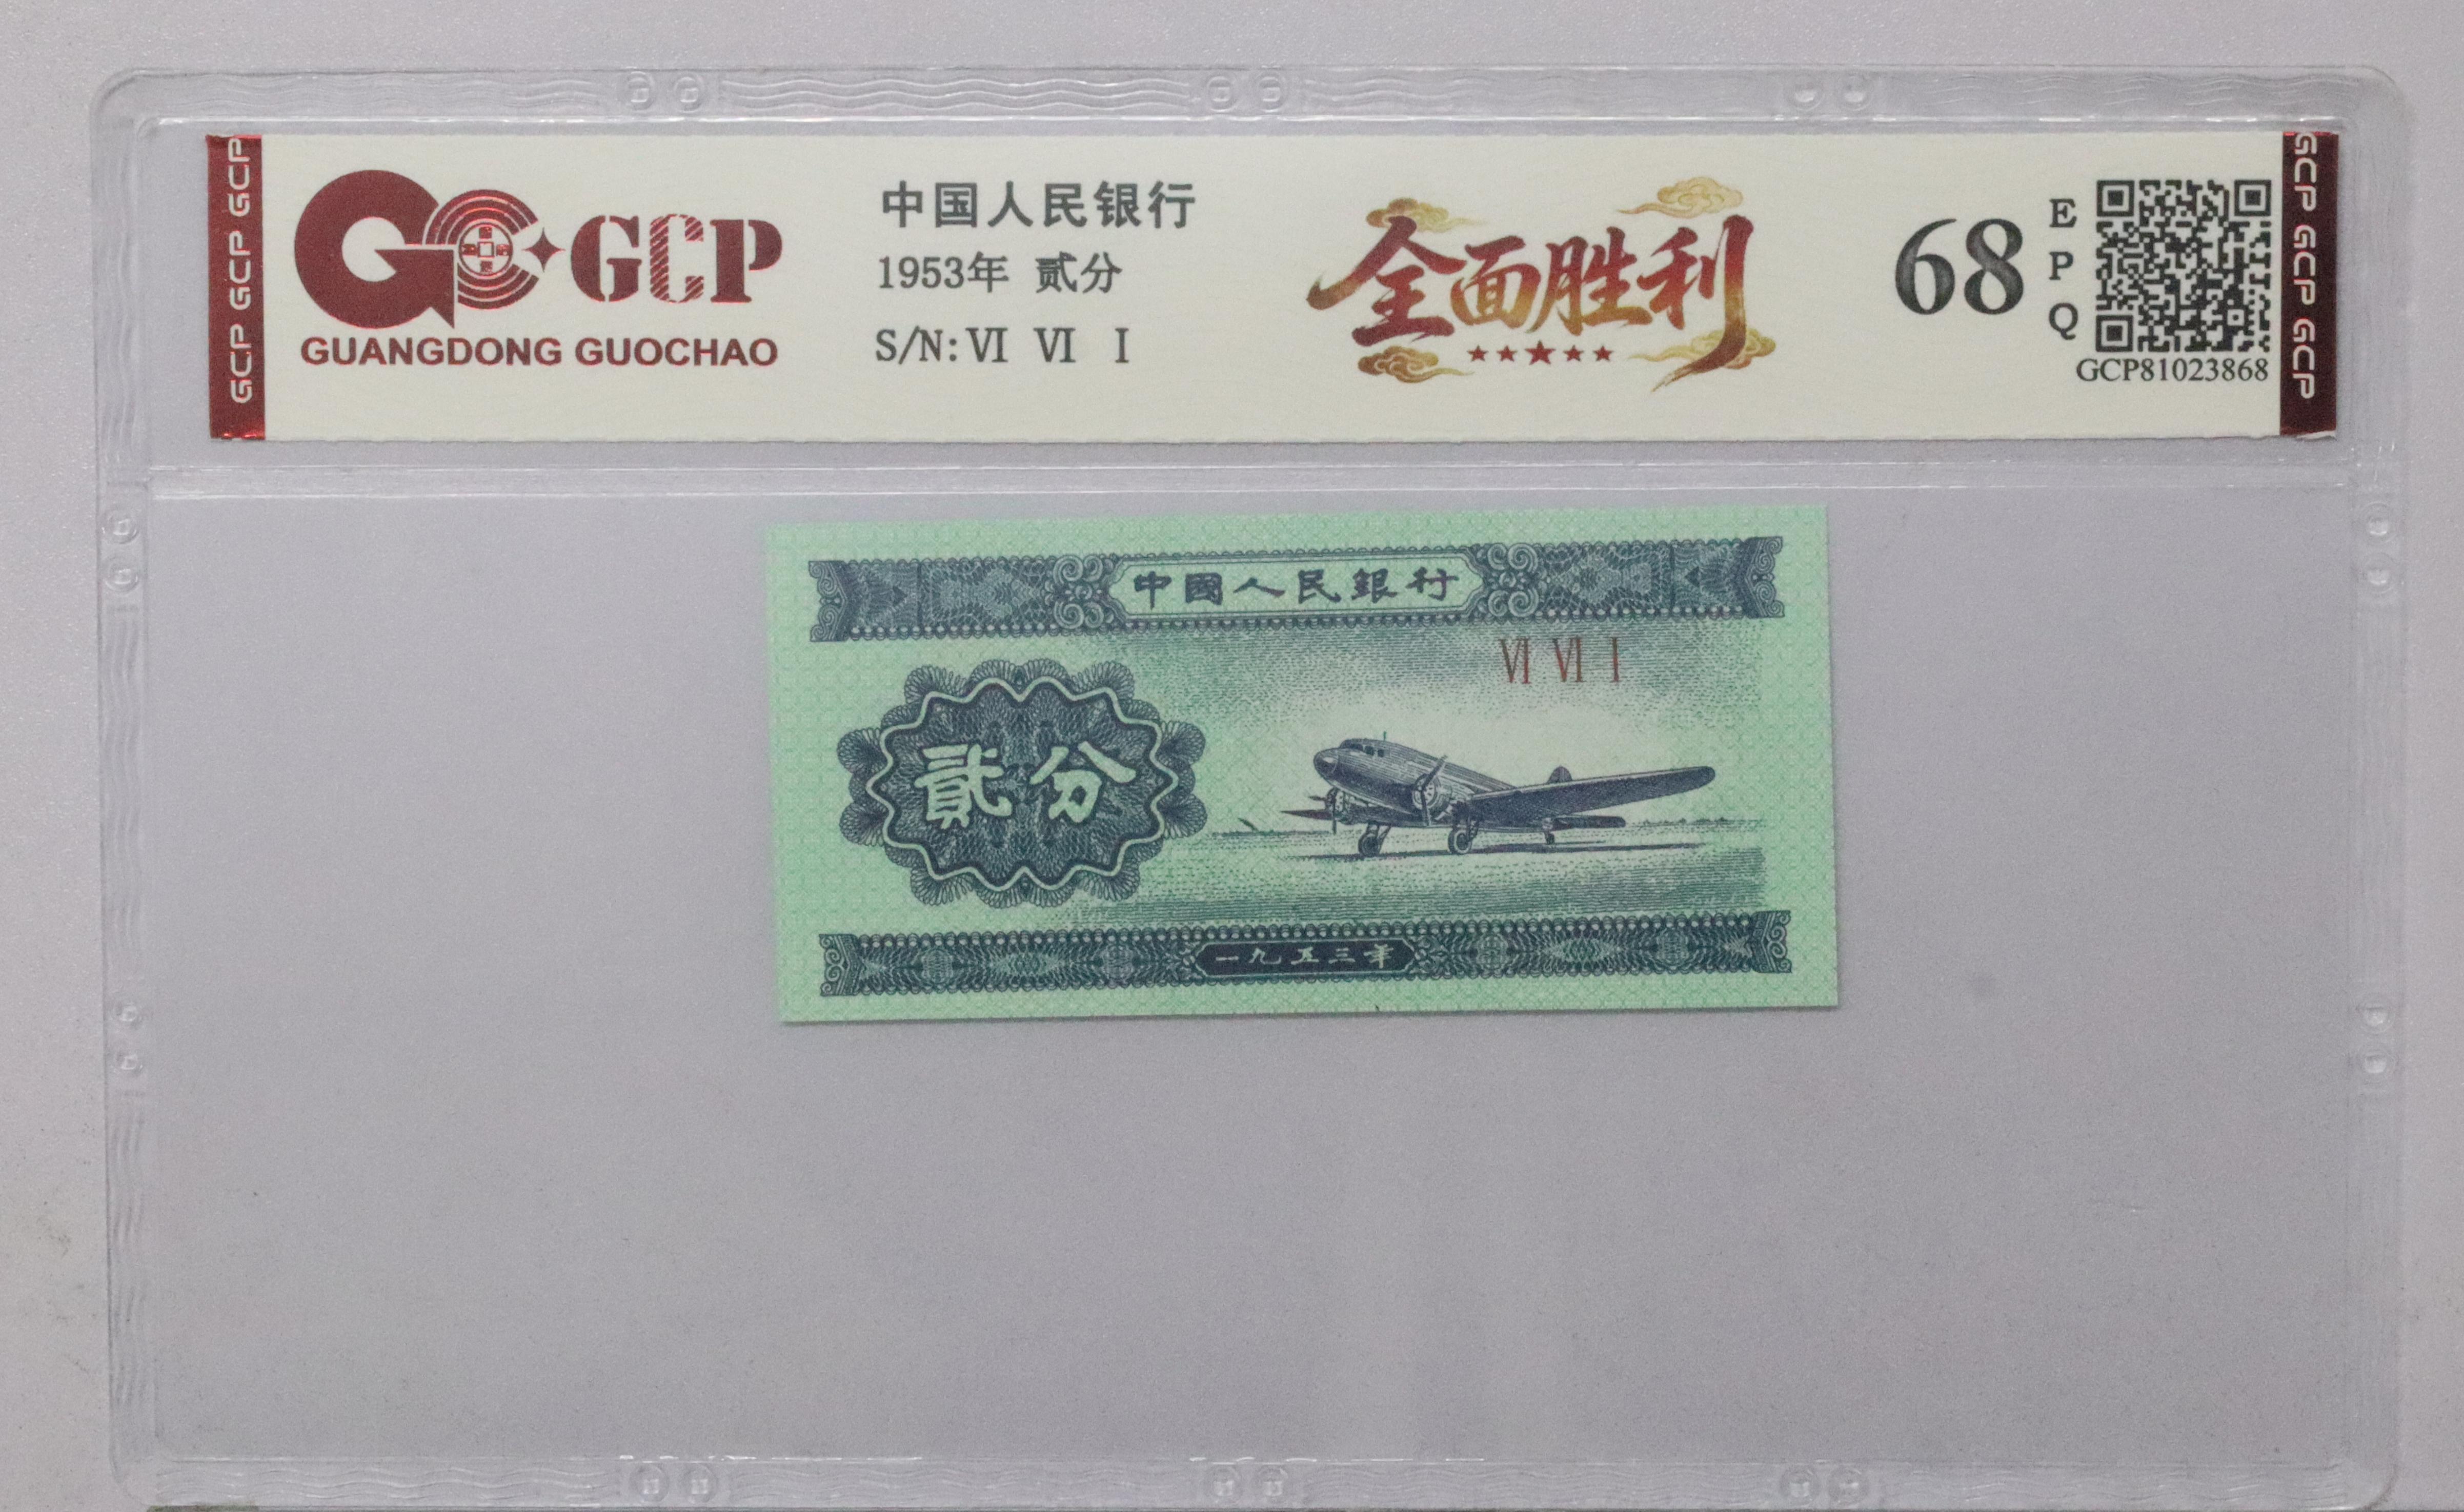 GCP GCP GCP
GCP
GUANGDONG GUOCHAO
中国人民银行
1953年 贰分
S/N: VI VI I
全面胜利
68
EPQ
GCP81023868
GCP GCP GCP
中國人民銀行
VI VI I
貳分
一九五三年